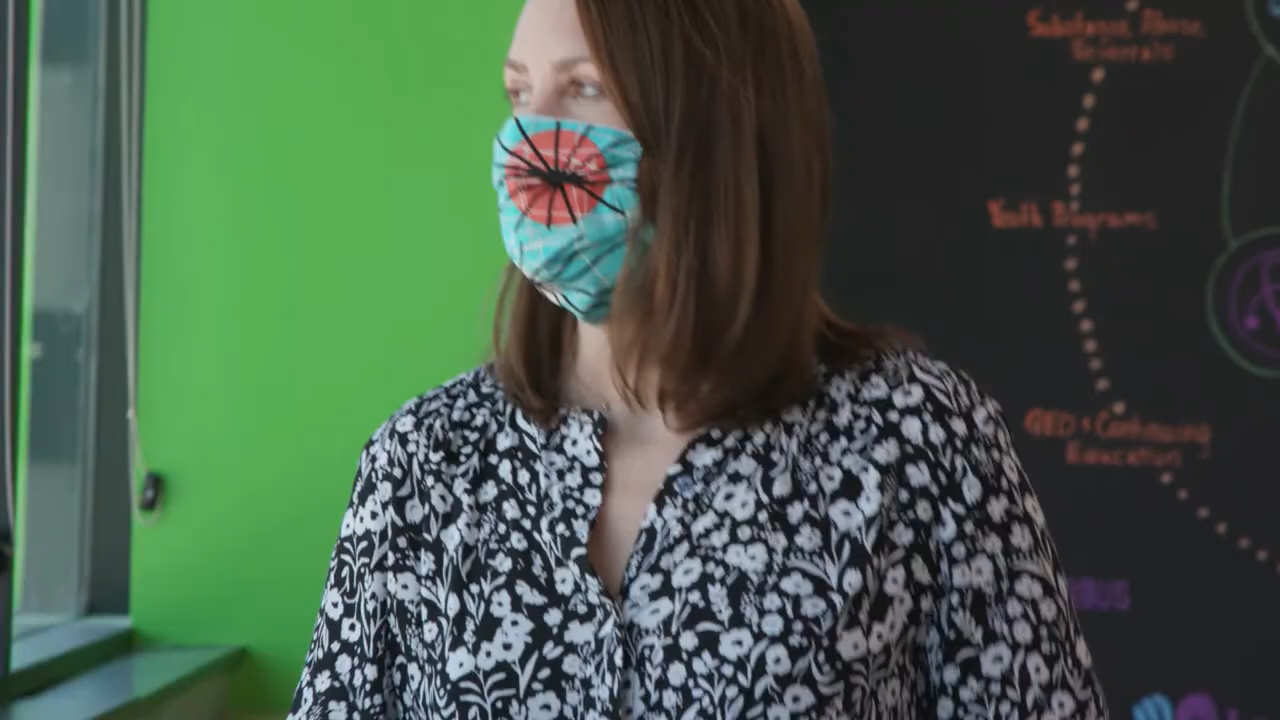 Substance Abuse
Referrals
Youth Programs
GED + Continuing
Education